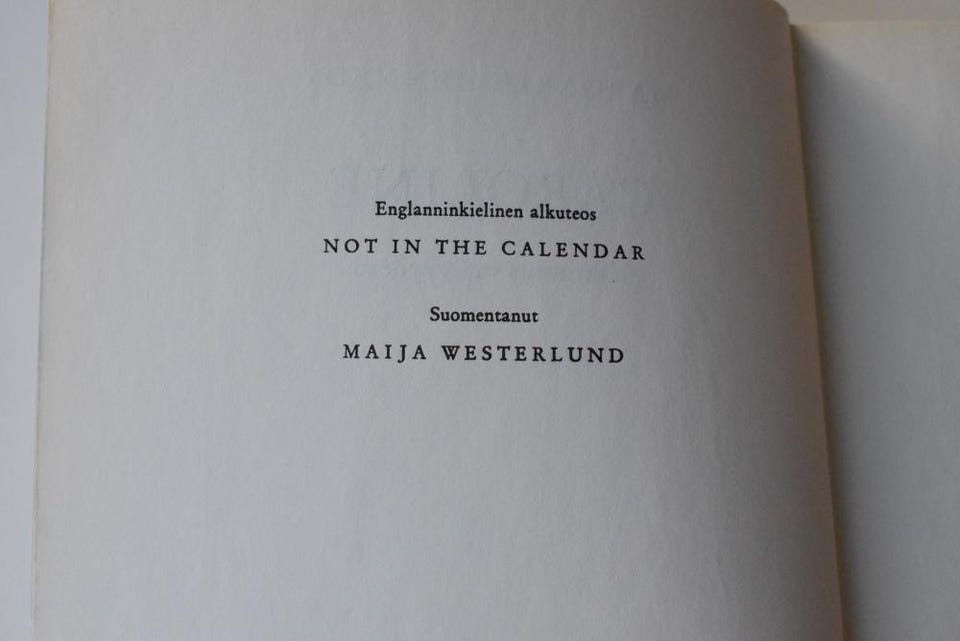 Englanninkielinen alkuteos
NOT IN THE CALENDAR
Suomentanut
MAIJA WESTERLUND